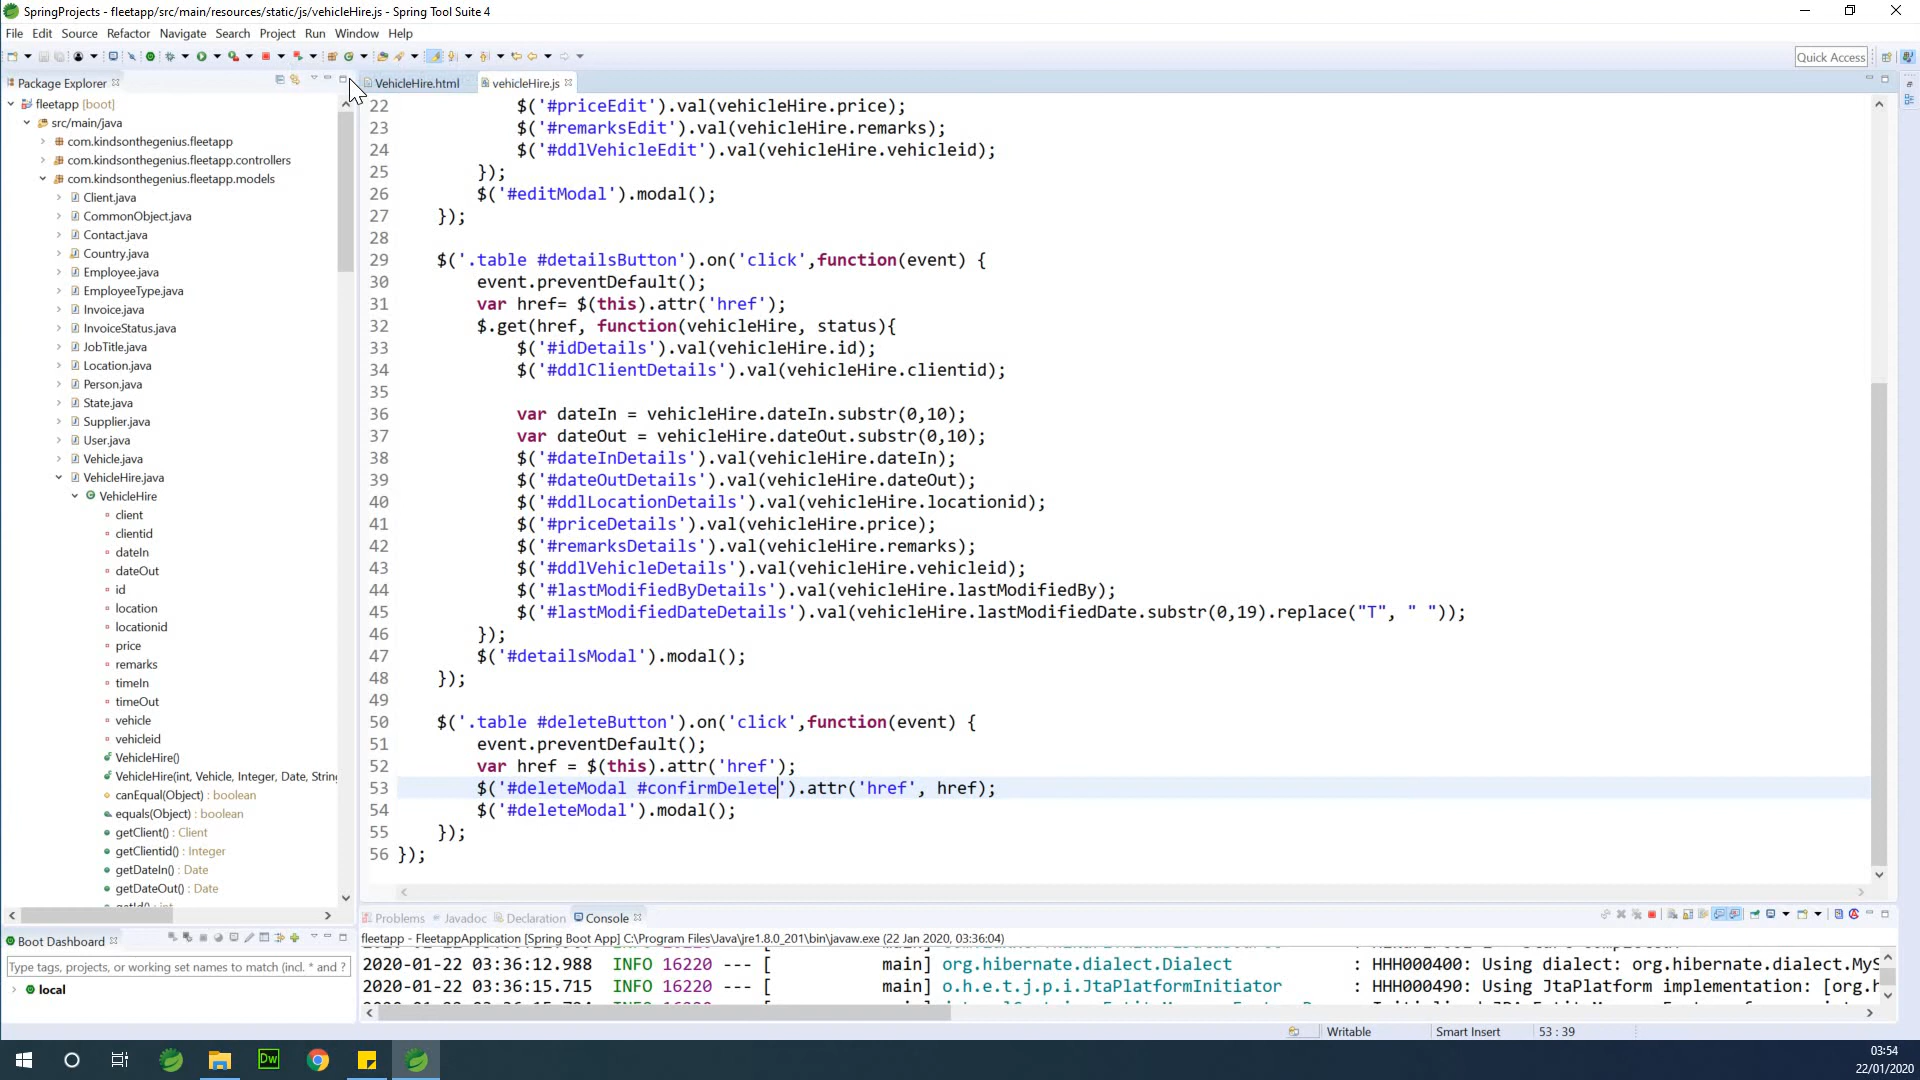 SpringProjects - fleetapp/src/main/resources/static/js/vehicleHire.js - Spring Tool Suite 4
File Edit Source Refactor Navigate Search Project Run Window Help
Quick Access
Package Explorer
VehicleHire.html
vehicleHire.js
fleetapp [boot]
src/main/java
com.kindsonthegenius.fleetapp
com.kindsonthegenius.fleetapp.controllers
com.kindsonthegenius.fleetapp.models
Client.java
CommonObject.java
Contact.java
Country.java
Employee.java
EmployeeType.java
Invoice.java
InvoiceStatus.java
JobTitle.java
Location.java
Person.java
State.java
Supplier.java
User.java
Vehicle.java
VehicleHire.java
VehicleHire
client
clientid
dateIn
dateOut
id
location
locationid
price
remarks
timeIn
timeOut
vehicle
vehicleid
VehicleHire()
VehicleHire(int, Vehicle, Integer, Date, String
canEqual(Object) : boolean
equals(Object) : boolean
getClient() : Client
getClientid() : Integer
getDateIn() : Date
getDateOut() : Date
22 $('#priceEdit').val(vehicleHire.price);
23 $('#remarksEdit').val(vehicleHire.remarks);
24 $('#ddlVehicleEdit').val(vehicleHire.vehicleid);
25 });
26 $('#editModal').modal();
27 });
28
29 $('.table #detailsButton').on('click',function(event) {
30 event.preventDefault();
31 var href= $(this).attr('href');
32 $.get(href, function(vehicleHire, status){
33 $('#idDetails').val(vehicleHire.id);
34 $('#ddlClientDetails').val(vehicleHire.clientid);
35
36 var dateIn = vehicleHire.dateIn.substr(0,10);
37 var dateOut = vehicleHire.dateOut.substr(0,10);
38 $('#dateInDetails').val(vehicleHire.dateIn);
39 $('#dateOutDetails').val(vehicleHire.dateOut);
40 $('#ddlLocationDetails').val(vehicleHire.locationid);
41 $('#priceDetails').val(vehicleHire.price);
42 $('#remarksDetails').val(vehicleHire.remarks);
43 $('#ddlVehicleDetails').val(vehicleHire.vehicleid);
44 $('#lastModifiedByDetails').val(vehicleHire.lastModifiedBy);
45 $('#lastModifiedDateDetails').val(vehicleHire.lastModifiedDate.substr(0,19).replace("T", " "));
46 });
47 $('#detailsModal').modal();
48 });
49
50 $('.table #deleteButton').on('click',function(event) {
51 event.preventDefault();
52 var href = $(this).attr('href');
53 $('#deleteModal #confirmDelete').attr('href', href);
54 $('#deleteModal').modal();
55 });
56 });
Boot Dashboard
Type tags, projects, or working set names to match (incl. * and ?
local
Problems Javadoc Declaration Console
fleetapp - FleetappApplication [Spring Boot App] C:\Program Files\Java\jre1.8.0_201\bin\javaw.exe (22 Jan 2020, 03:36:04)
2020-01-22 03:36:12.988 INFO 16220 --- [ main] org.hibernate.dialect.Dialect : HHH000400: Using dialect: org.hibernate.dialect.MyS
2020-01-22 03:36:15.715 INFO 16220 --- [ main] o.h.e.t.j.p.i.JtaPlatformInitiator : HHH000490: Using JtaPlatform implementation: [org.h
Writable Smart Insert 53 : 39
Dw
03:54
22/01/2020